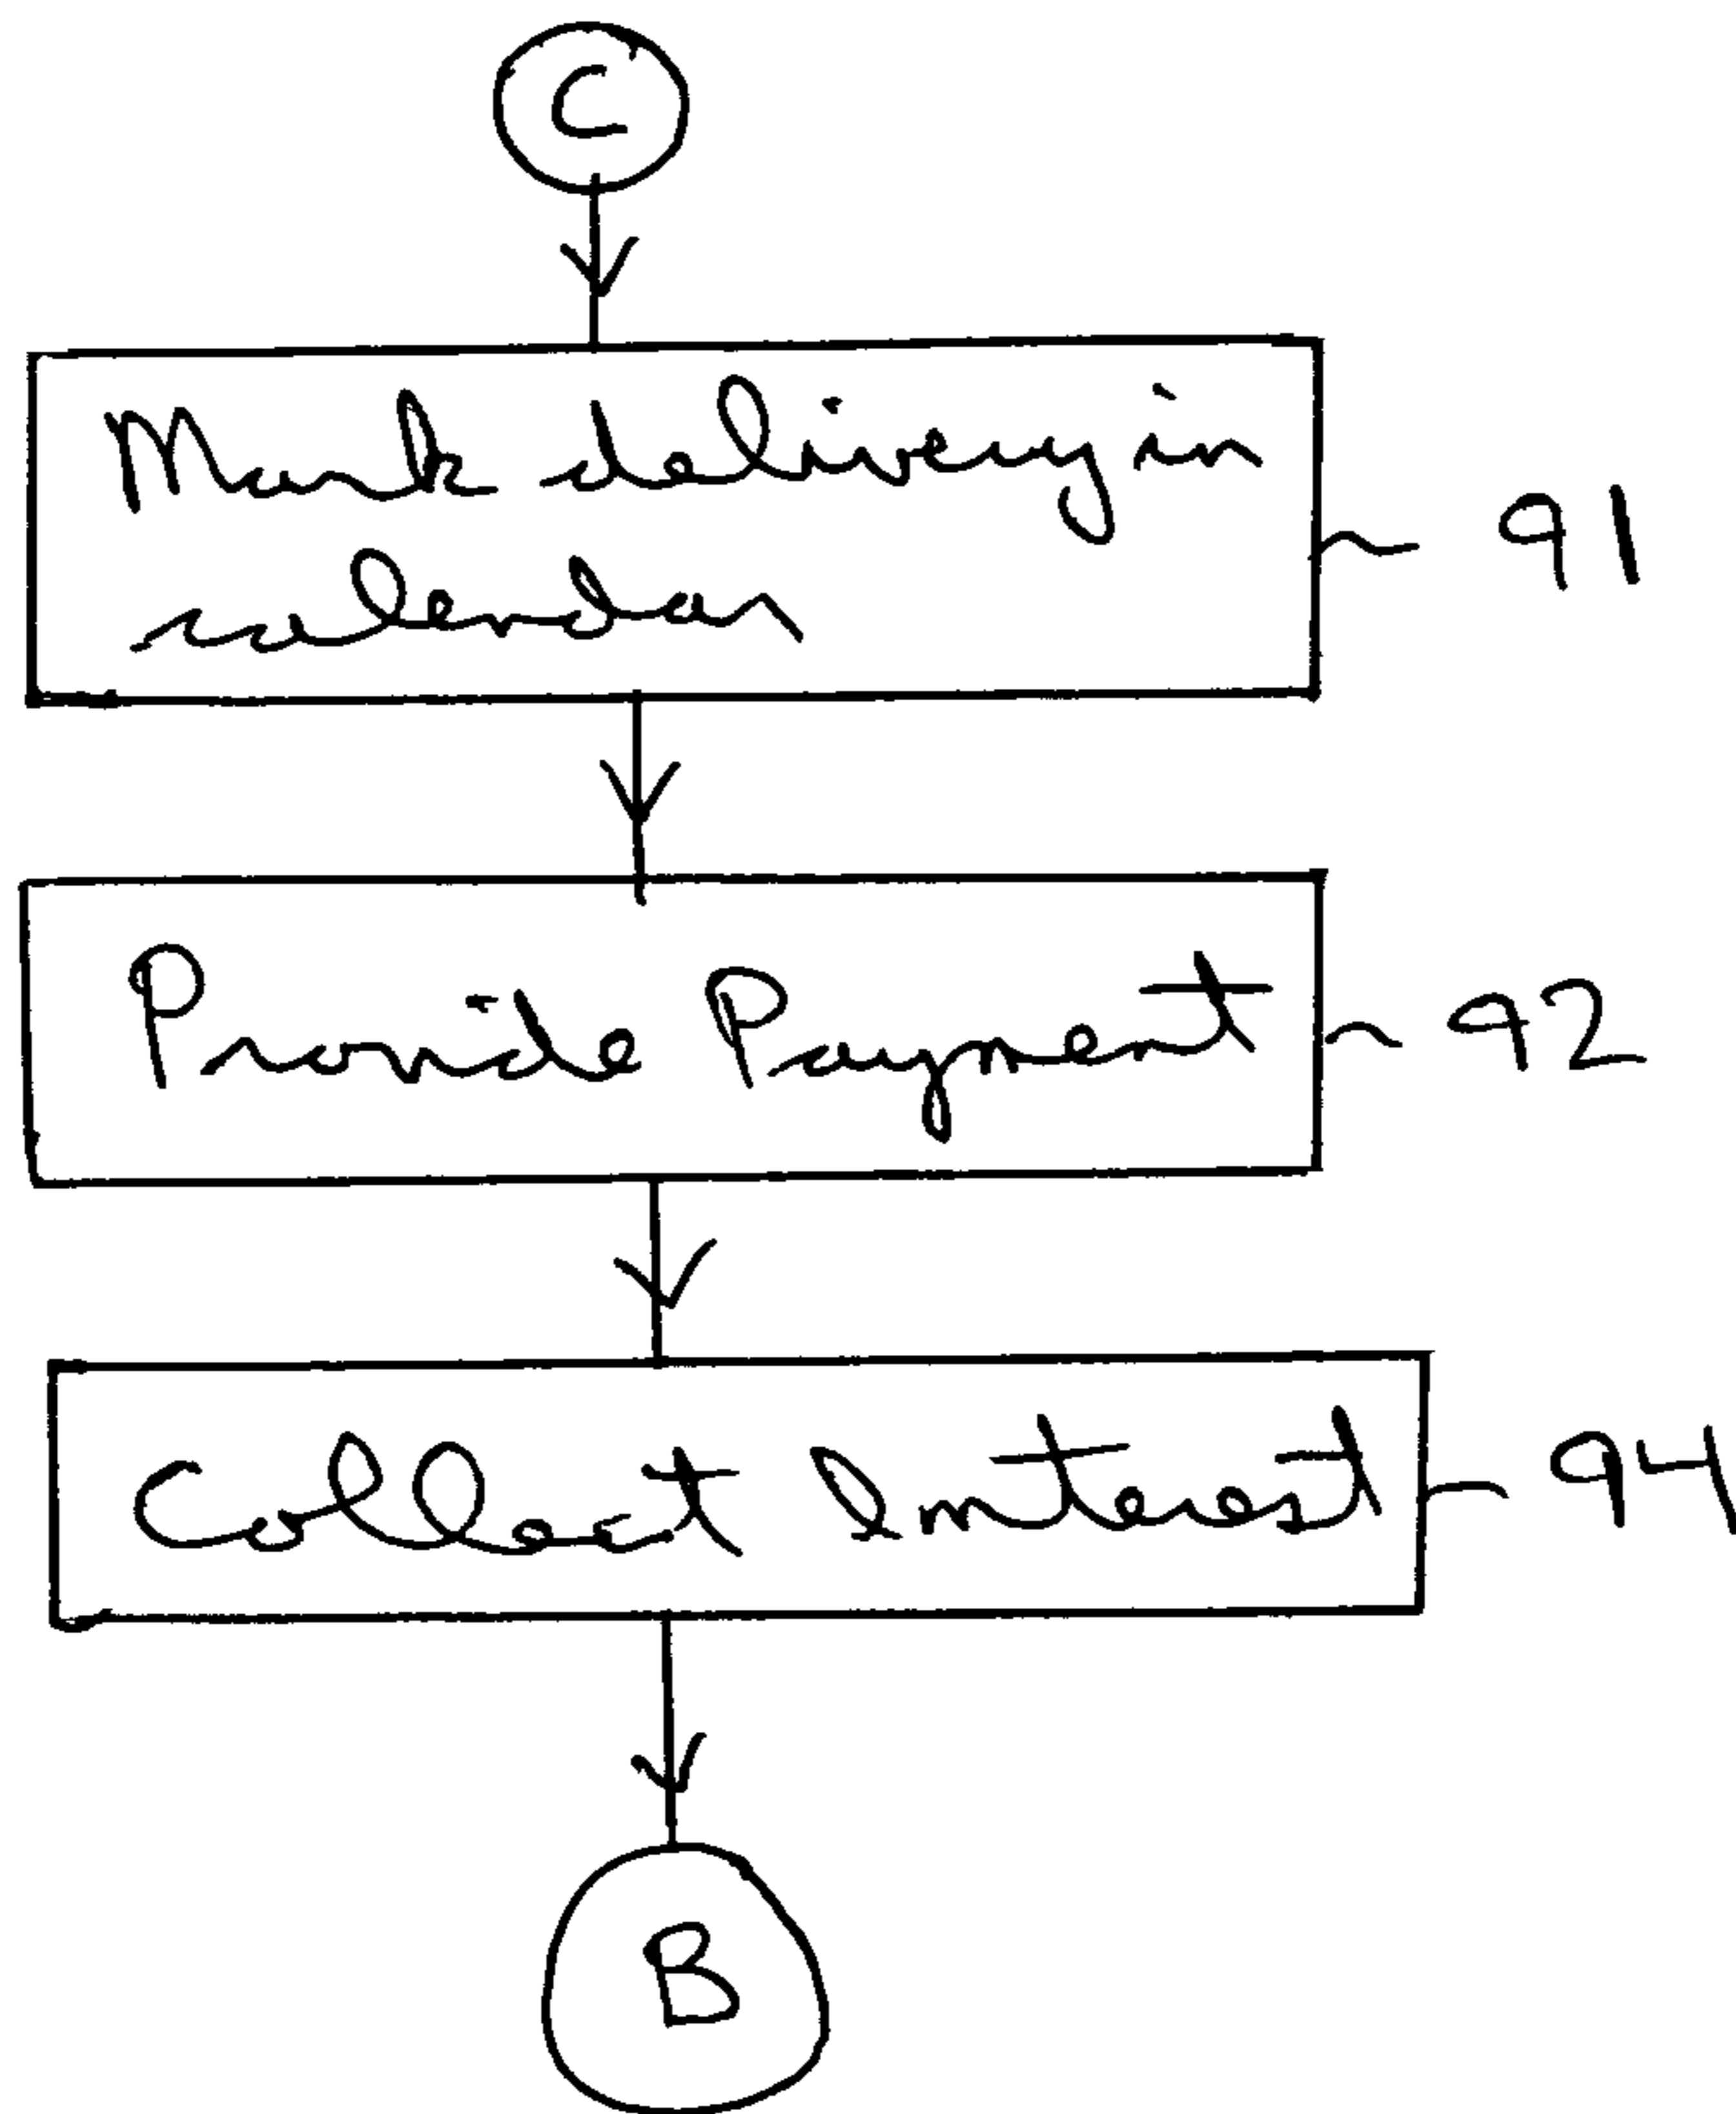 C
Mark delivery in
calendar
91
Provide Payment
92
Collect Interest
94
B